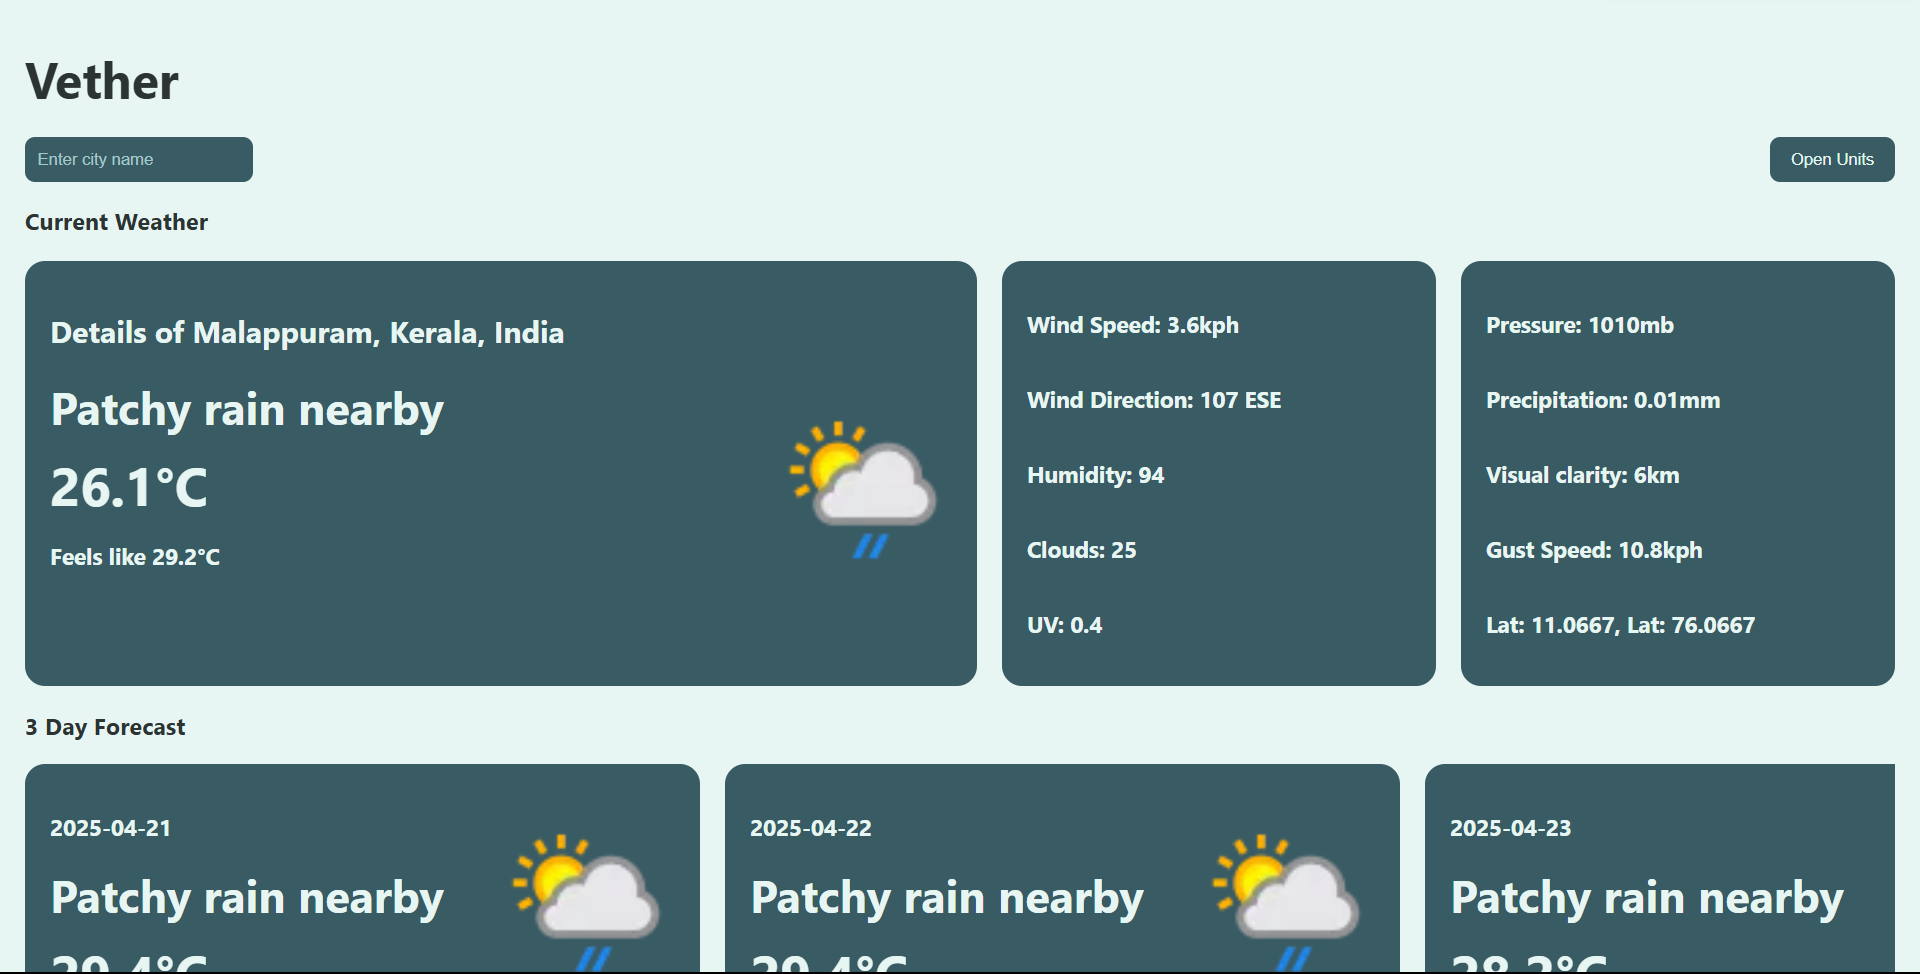 Vether
Enter city name
Open Units
Current Weather
Details of Malappuram, Kerala, India
Patchy rain nearby
26.1°C
Feels like 29.2°C
Wind Speed: 3.6kph
Wind Direction: 107 ESE
Humidity: 94
Clouds: 25
UV: 0.4
Pressure: 1010mb
Precipitation: 0.01mm
Visual clarity: 6km
Gust Speed: 10.8kph
Lat: 11.0667, Lat: 76.0667
3 Day Forecast
2025-04-21
Patchy rain nearby
29.4°C
2025-04-22
Patchy rain nearby
29.4°C
2025-04-23
Patchy rain nearby